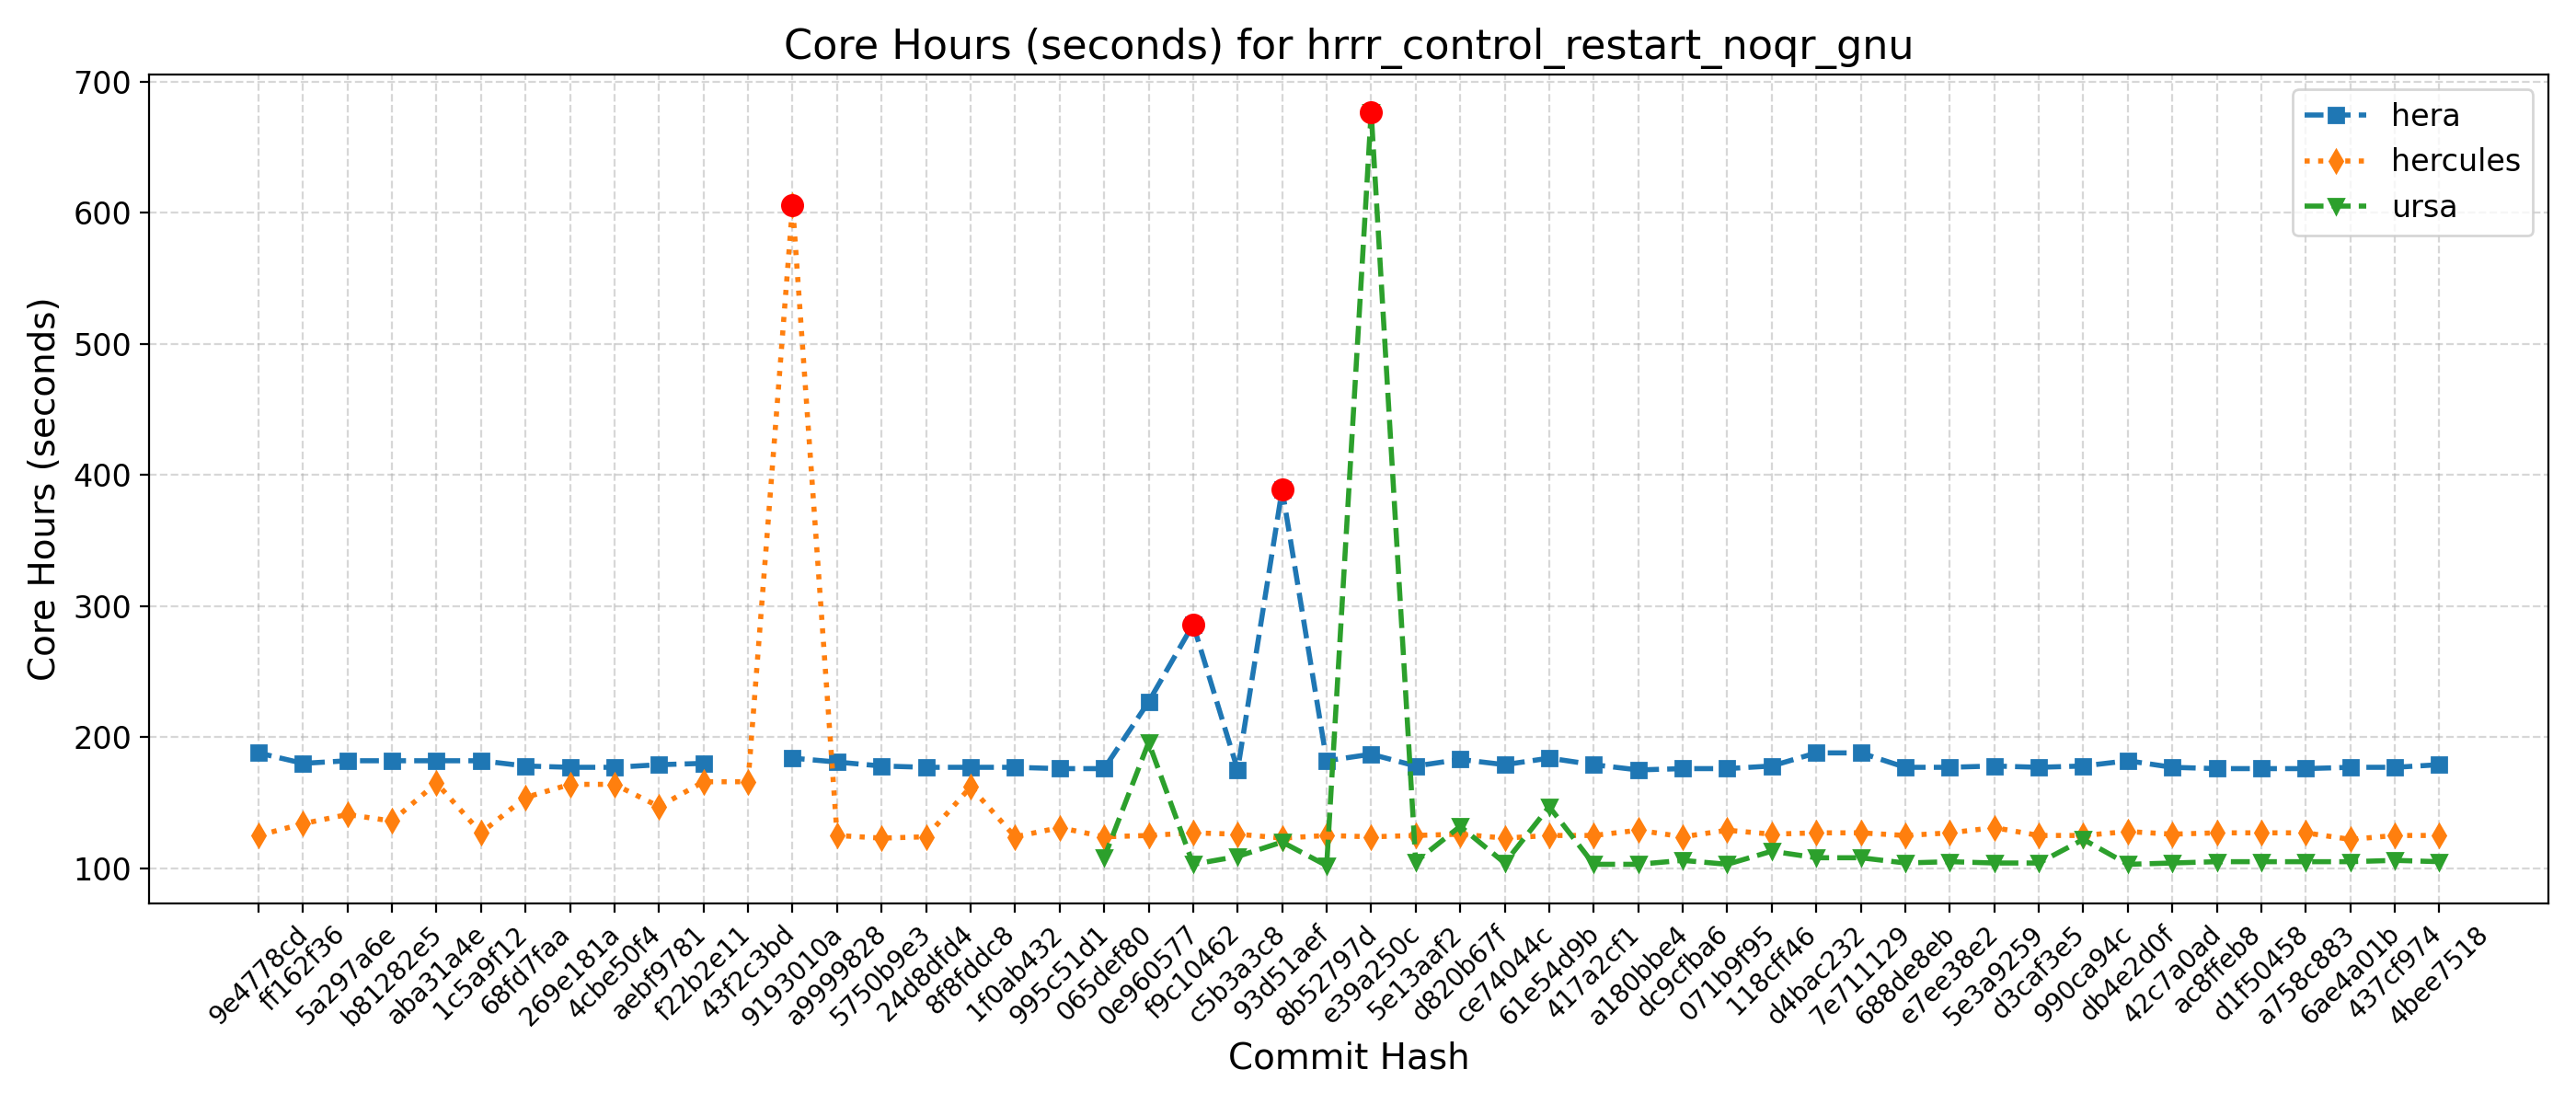 Core Hours (seconds) for hrrr_control_restart_noqr_gnu
Core Hours (seconds)
700
600
500
400
300
200
100
hera
hercules
ursa
9e4778cd
ff162f36
5a297a6e
b81282e5
aba31a4e
1c5a9f12
68fd7faa
269e181a
4cbe50f4
aebf9781
f22b2e11
43f2c3bd
9193010a
a9999828
5750b9e3
24d8dfd4
8f8fddc8
1f0ab432
995c51d1
065def80
0e960577
f9c10462
c5b3a3c8
93d51aef
8b52797d
e39a250c
5e13aaf2
d820b67f
ce74044c
61e54d9b
417a2cf1
a180bbe4
dc9cfba6
071b9f95
118cff46
d4bac232
7e711129
688de8eb
e7ee38e2
5e3a9259
d3caf3e5
990ca94c
db4e2d0f
42c7a0ad
ac8ffeb8
d1f50458
a758c883
6ae4a01b
437cf974
4bee7518
Commit Hash